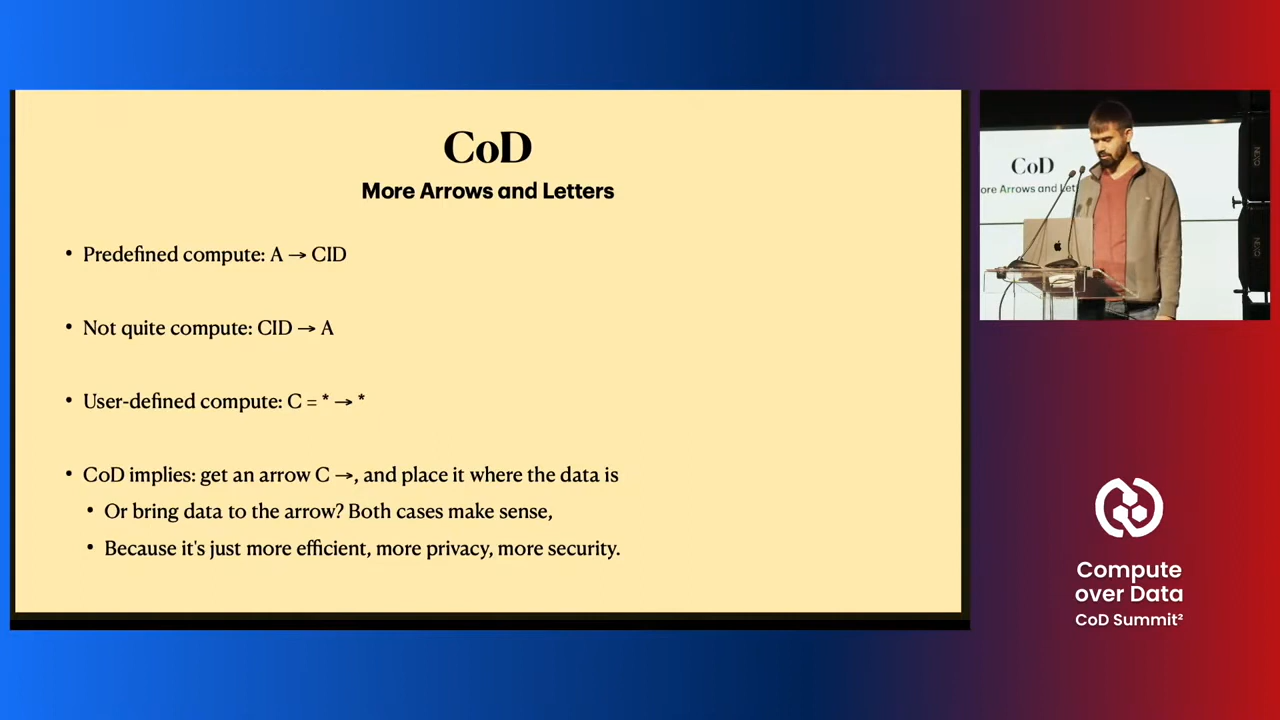 CoD
More Arrows and Letters
• Predefined compute: A → CID
• Not quite compute: CID → A
• User-defined compute: C = * → *
• CoD implies: get an arrow C →, and place it where the data is
• Or bring data to the arrow? Both cases make sense,
• Because it's just more efficient, more privacy, more security.
CoD
ore Arrows and Let
Compute
over Data
CoD Summit²